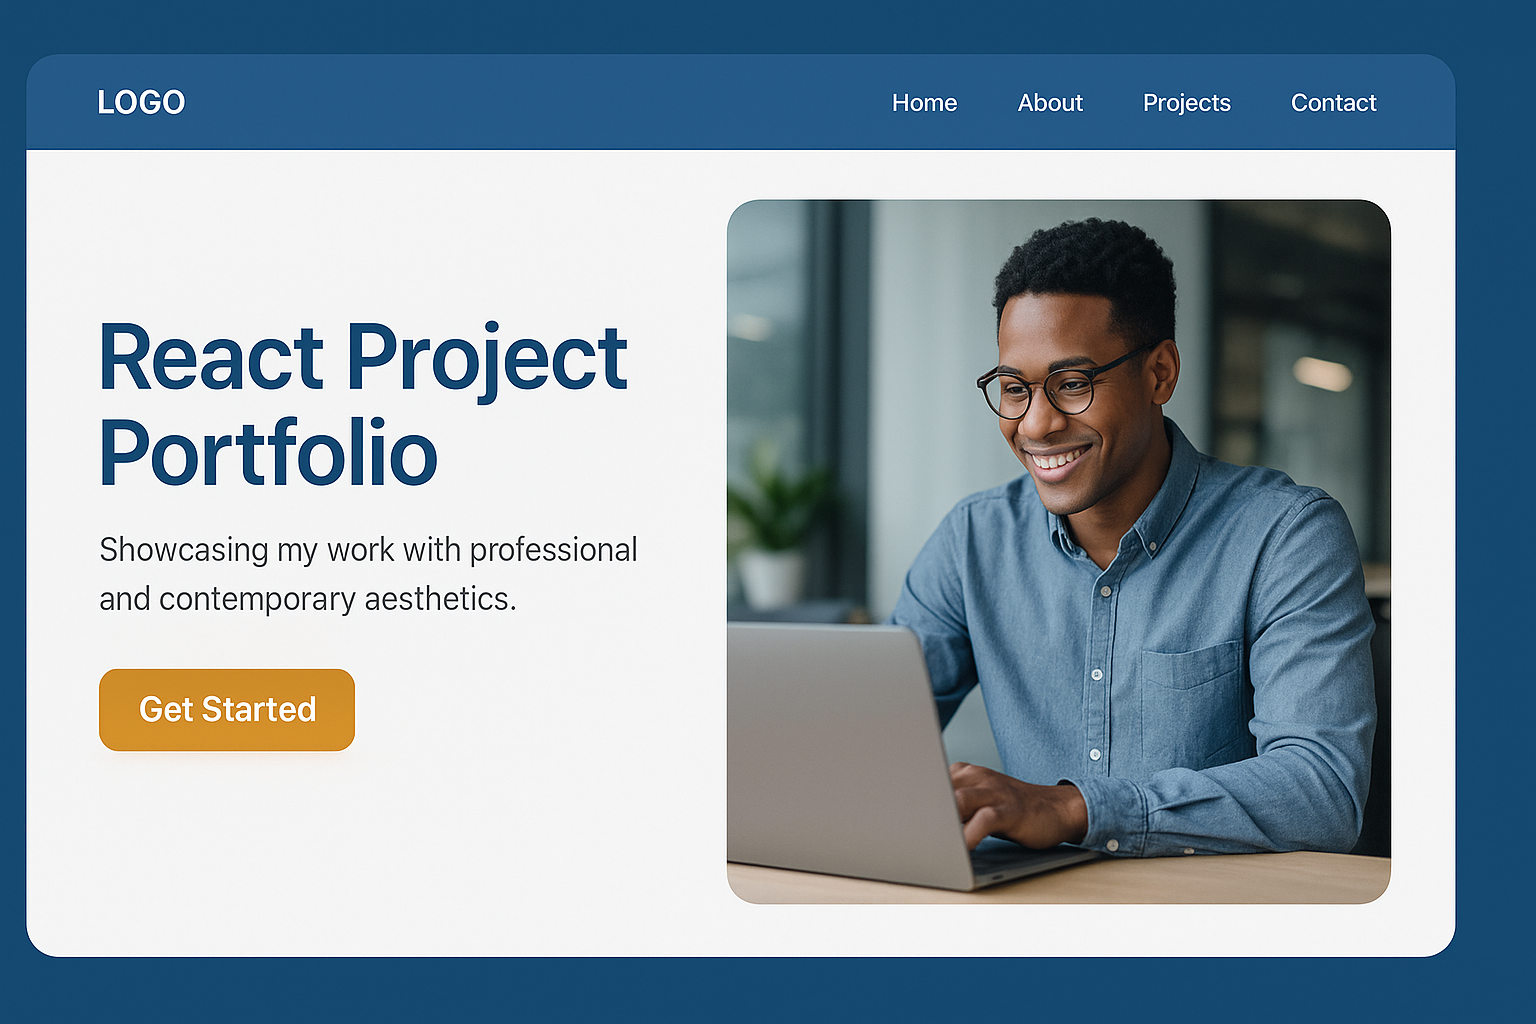 LOGO
Home About Projects Contact
React Project
Portfolio
Showcasing my work with professional
and contemporary aesthetics.
Get Started